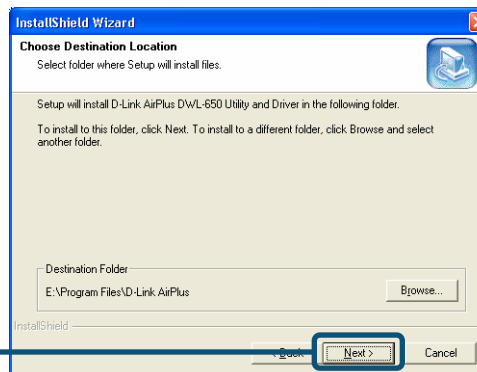 InstallShield Wizard
Choose Destination Location
Select folder where Setup will install files.
Setup will install D-Link AirPlus DWL-650 Utility and Driver in the following folder.
To install to this folder, click Next. To install to a different folder, click Browse and select
another folder.
Destination Folder
E:\Program Files\D-Link AirPlus
Browse...
InstallShield
< Back
Next >
Cancel